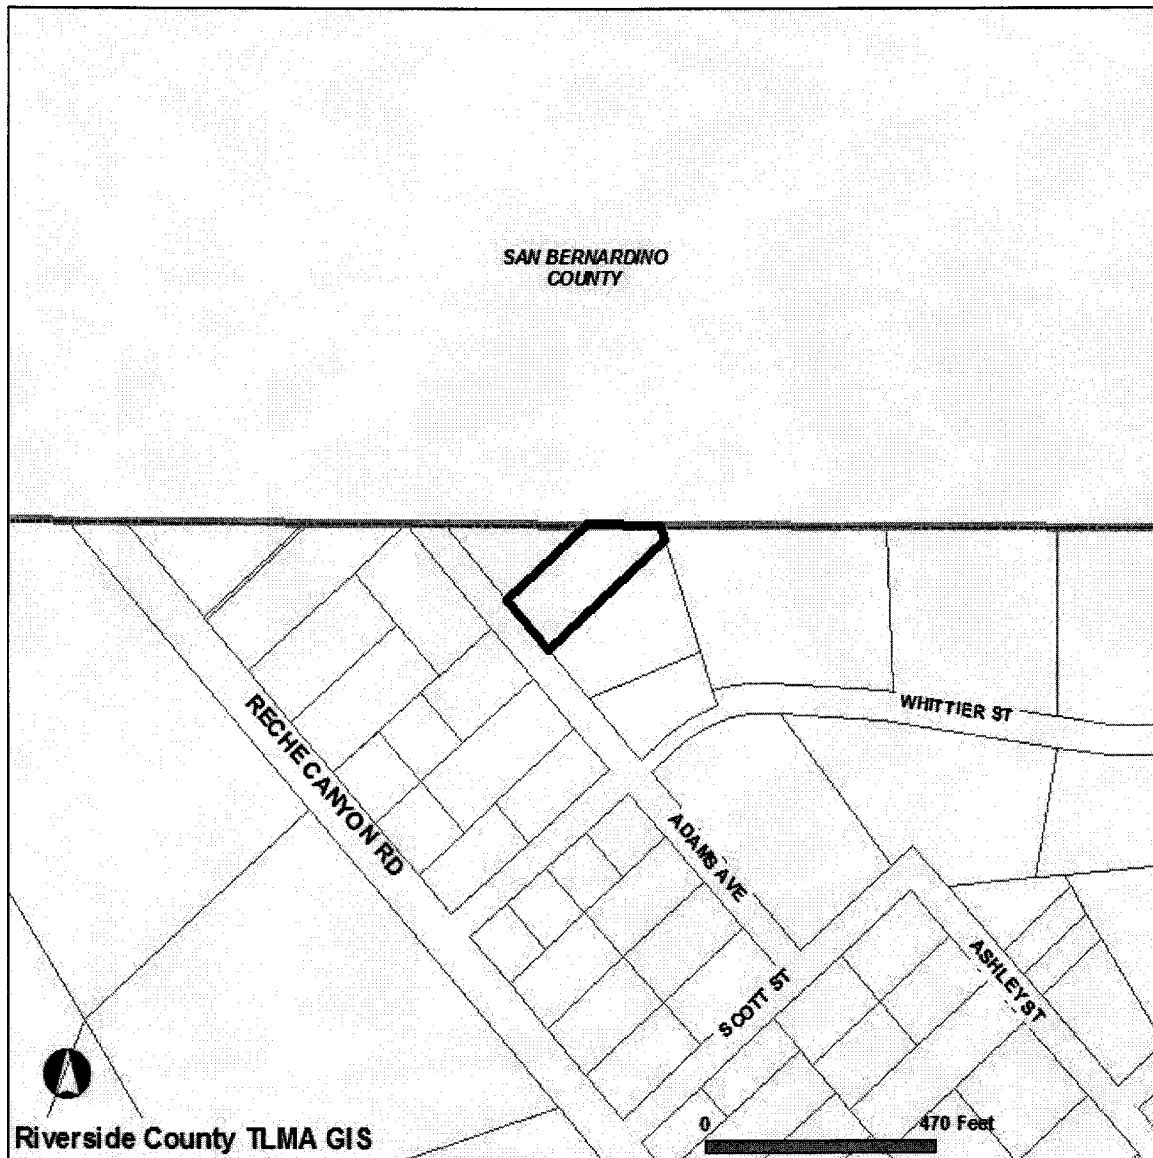 SAN BERNARDINO
COUNTY
WHITTIER ST
RECHE CANYON RD
ADAMS AVE
ASHLEY ST
SCOTT ST
0
470 Feet
Riverside County TLMA GIS